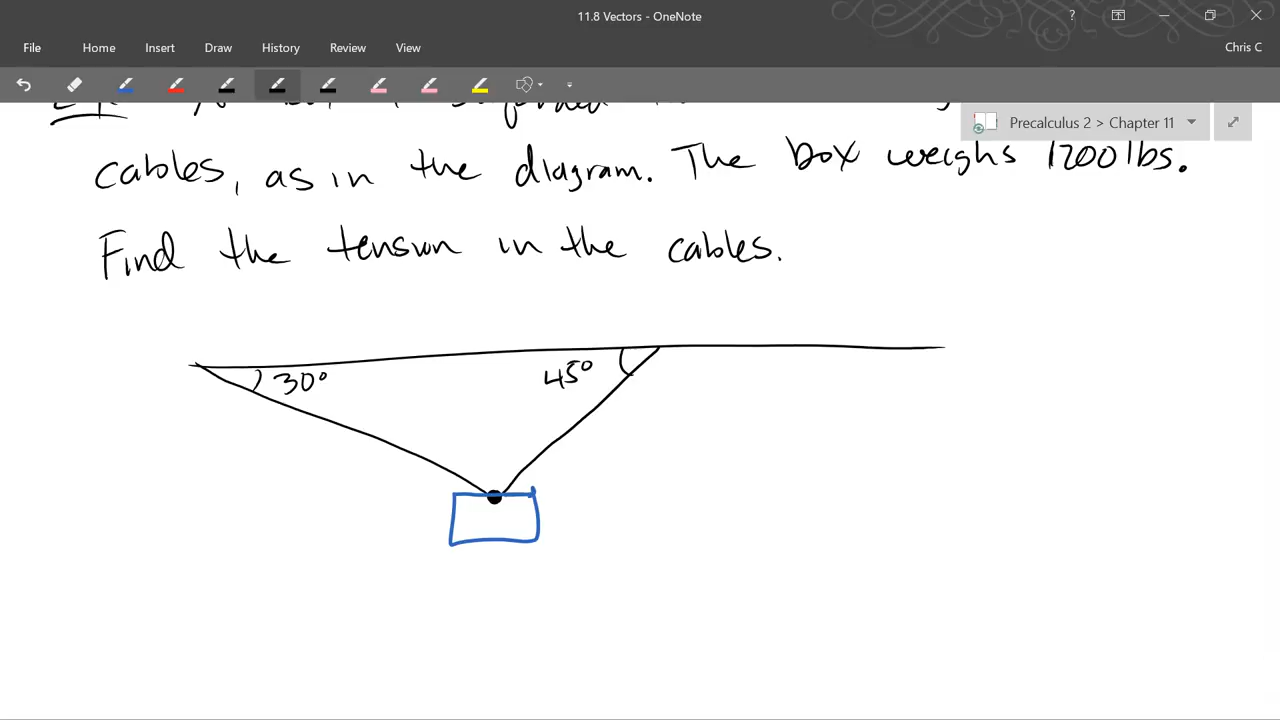 11.8 Vectors - OneNote
File Home Insert Draw History Review View Chris C
Precalculus 2 > Chapter 11
cables, as in the diagram. The box weighs 1200 lbs.
Find the tension in the cables.
30° 45°